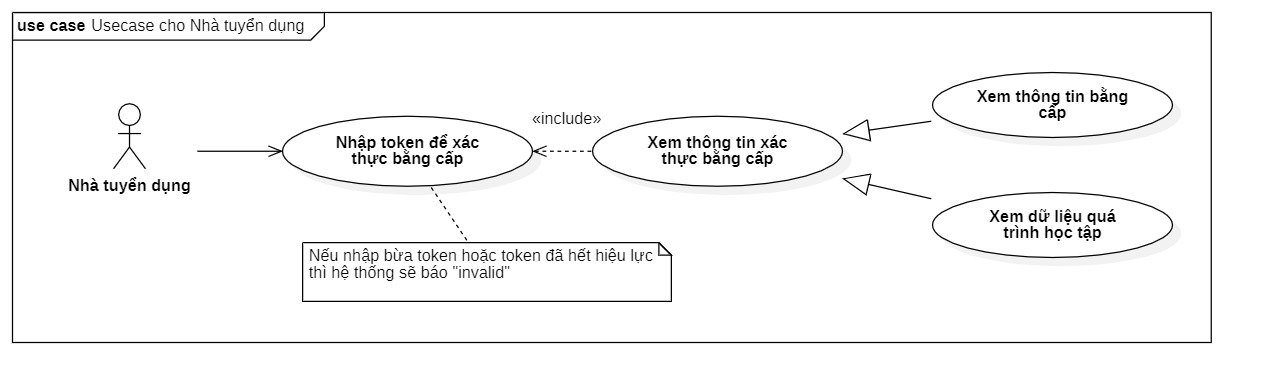 use case Usecase cho Nhà tuyển dụng
Nhà tuyển dụng
Nhập token để xác
thực bằng cấp
«include»
Xem thông tin xác
thực bằng cấp
Xem thông tin bằng
cấp
Xem dữ liệu quá
trình học tập
Nếu nhập bừa token hoặc token đã hết hiệu lực
thì hệ thống sẽ báo "invalid"